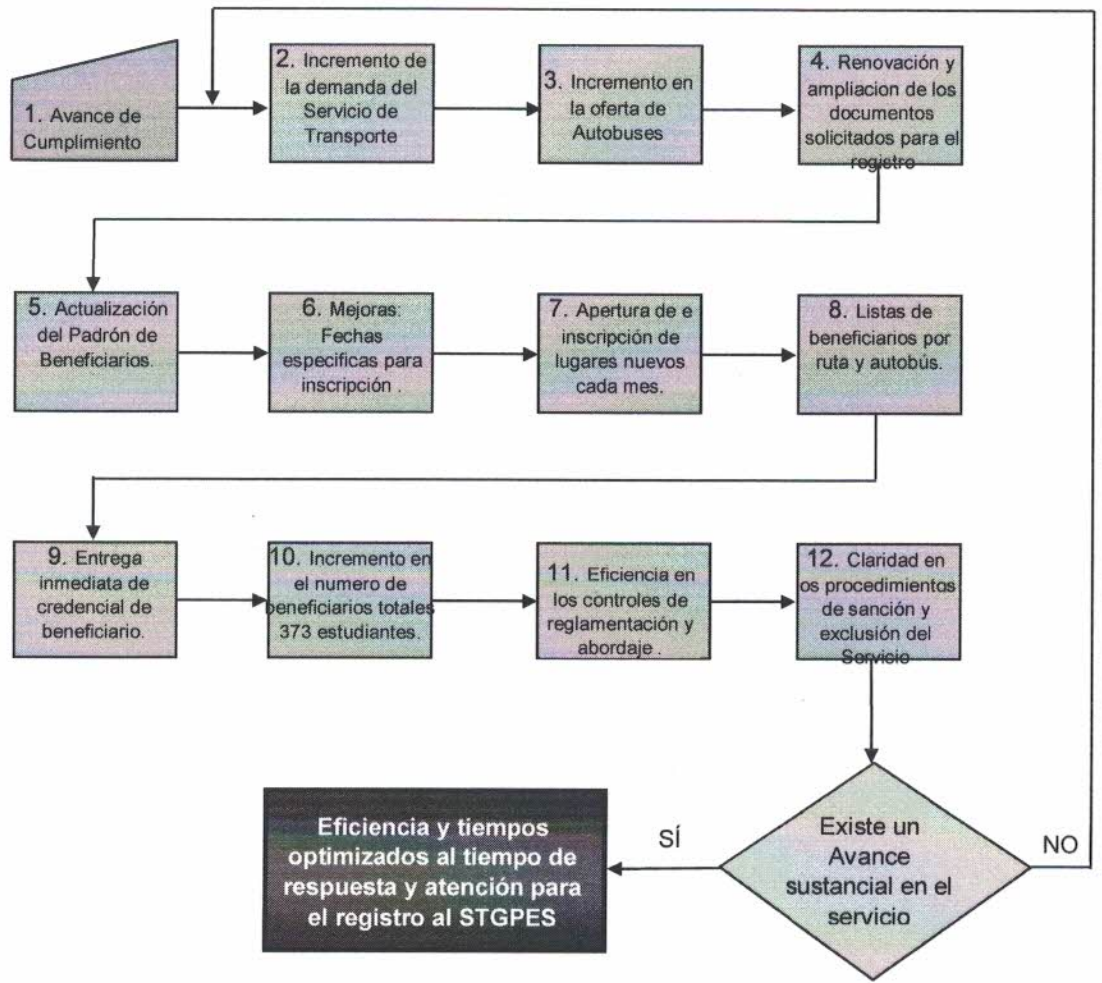 1. Avance de
Cumplimiento
2. Incremento de
la demanda del
Servicio de
Transporte
3. Incremento en
la oferta de
Autobuses
4. Renovación y
ampliacion de los
documentos
solicitados para el
registro
5. Actualización
del Padrón de
Beneficiarios.
6. Mejoras:
Fechas
especificas para
inscripción .
7. Apertura de e
inscripción de
lugares nuevos
cada mes.
8. Listas de
beneficiarios por
ruta y autobús.
9. Entrega
inmediata de
credencial de
beneficiario.
10. Incremento en
el numero de
beneficiarios totales
373 estudiantes.
11. Eficiencia en
los controles de
reglamentación y
abordaje .
12. Claridad en
os procedimientos
de sanción y
exclusión del
Servicio
Existe un
Avance
sustancial en el
servicio
SÍ
NO
Eficiencia y tiempos
optimizados al tiempo de
respuesta y atención para
el registro al STGPES